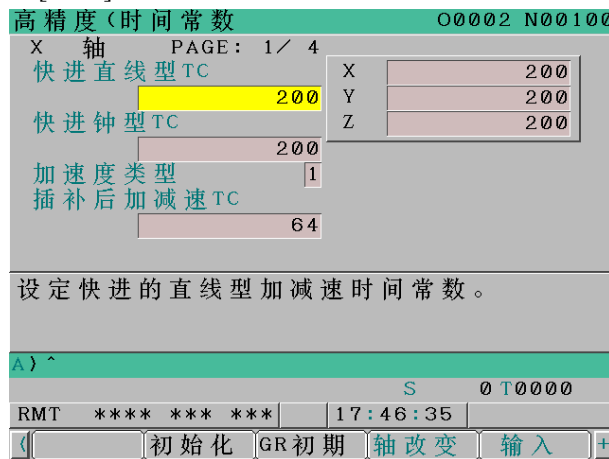 高精度(时间常数 O0002 N00100
X 轴 PAGE: 1/ 4
快进直线型TC
200
快进钟型TC
200
加速度类型 1
插补后加减速TC
64
X 200
Y 200
Z 200
设定快进的直线型加减速时间常数。
A)^
S 0 T0000
RMT **** *** *** 17:46:35
( 初始化 GR初期 轴改变 输入 +